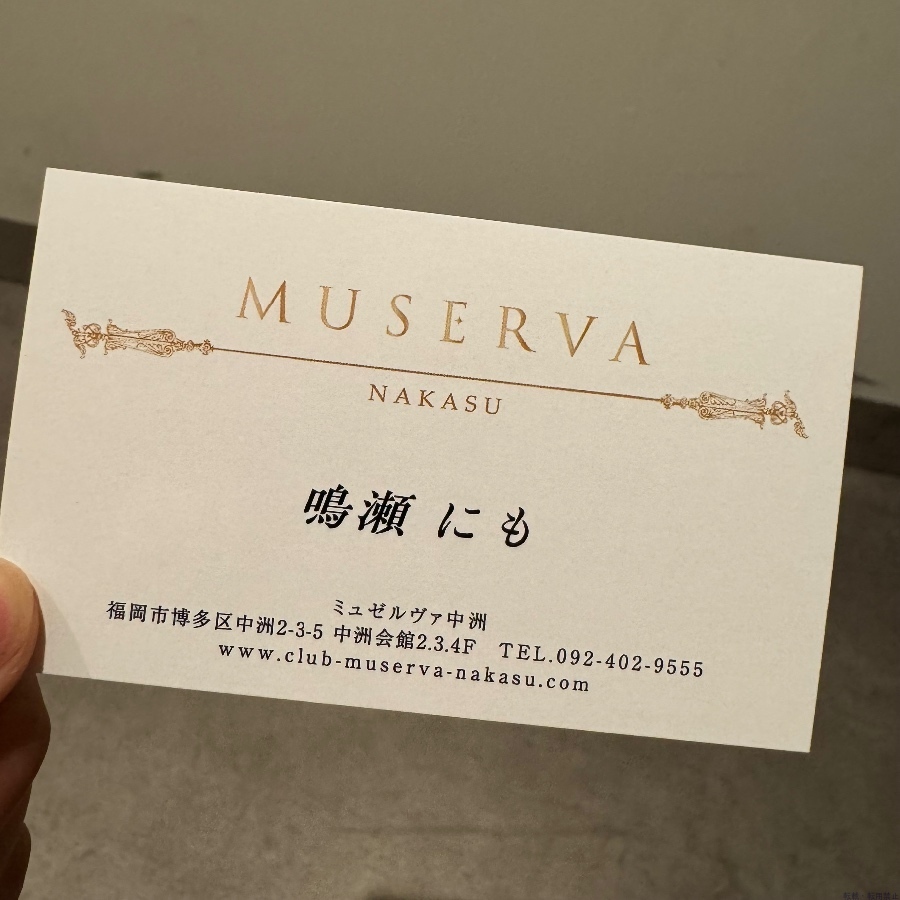 MUSERVA
NAKASU
鳴瀬 にも
ミュゼルヴァ中洲
福岡市博多区中洲2-3-5 中洲会館2.3.4F TEL.092-402-9555
www.club-muserva-nakasu.com